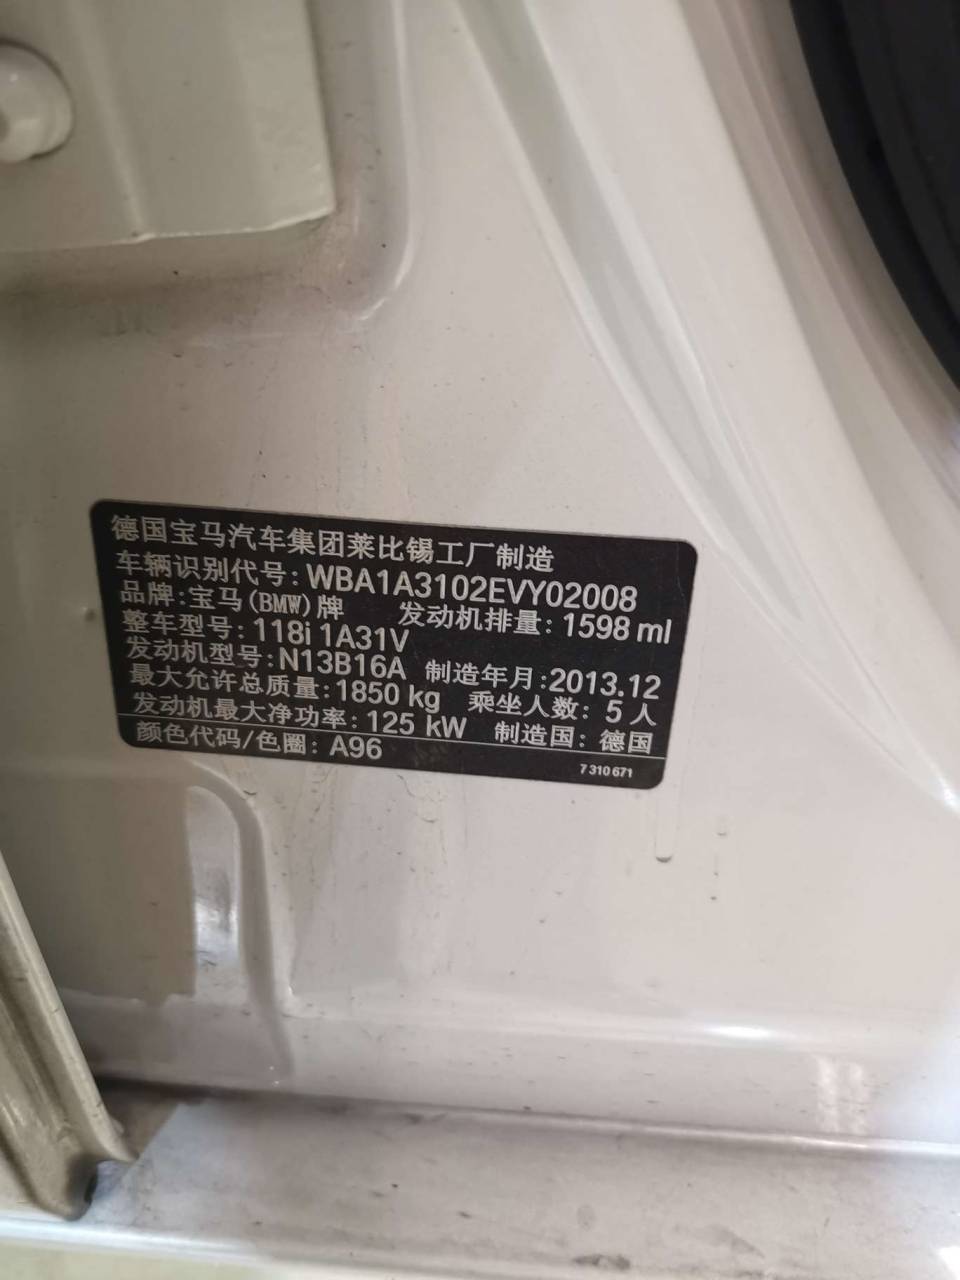 德国宝马汽车集团莱比锡工厂制造
车辆识别代号: WBA1A3102EVY02008
品牌: 宝马(BMW)牌 发动机排量: 1598 ml
整车型号: 118i 1A31V
发动机型号: N13B16A 制造年月: 2013.12
最大允许总质量: 1850 kg 乘坐人数: 5 人
发动机最大净功率: 125 kW 制造国: 德国
颜色代码/色圈: A96
7 310 671